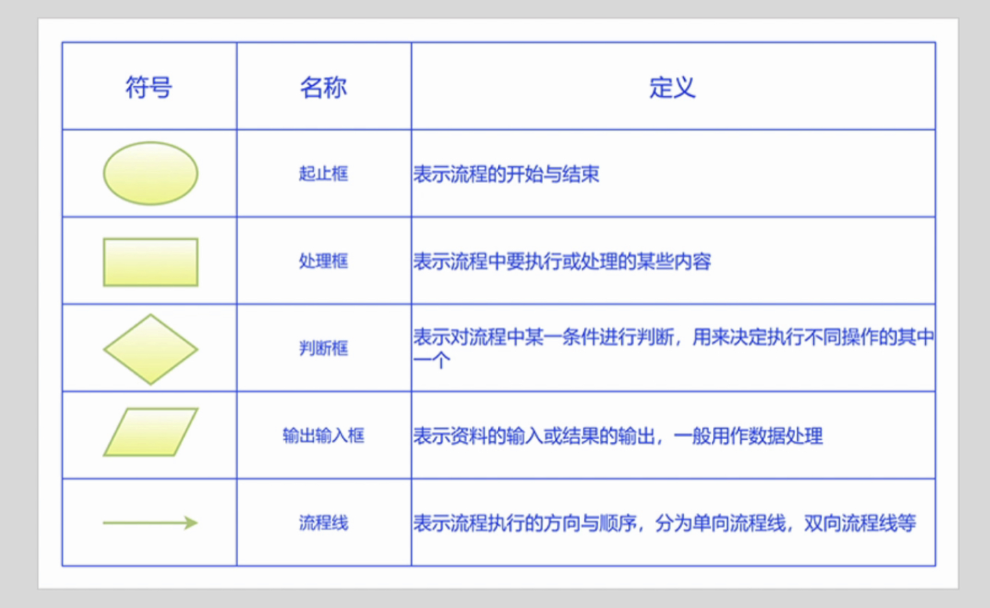 符号 名称 定义
起止框 表示流程的开始与结束
处理框 表示流程中要执行或处理的某些内容
判断框 表示对流程中某一条件进行判断，用来决定执行不同操作的其中
一个
输出输入框 表示资料的输入或结果的输出，一般用作数据处理
流程线 表示流程执行的方向与顺序，分为单向流程线，双向流程线等